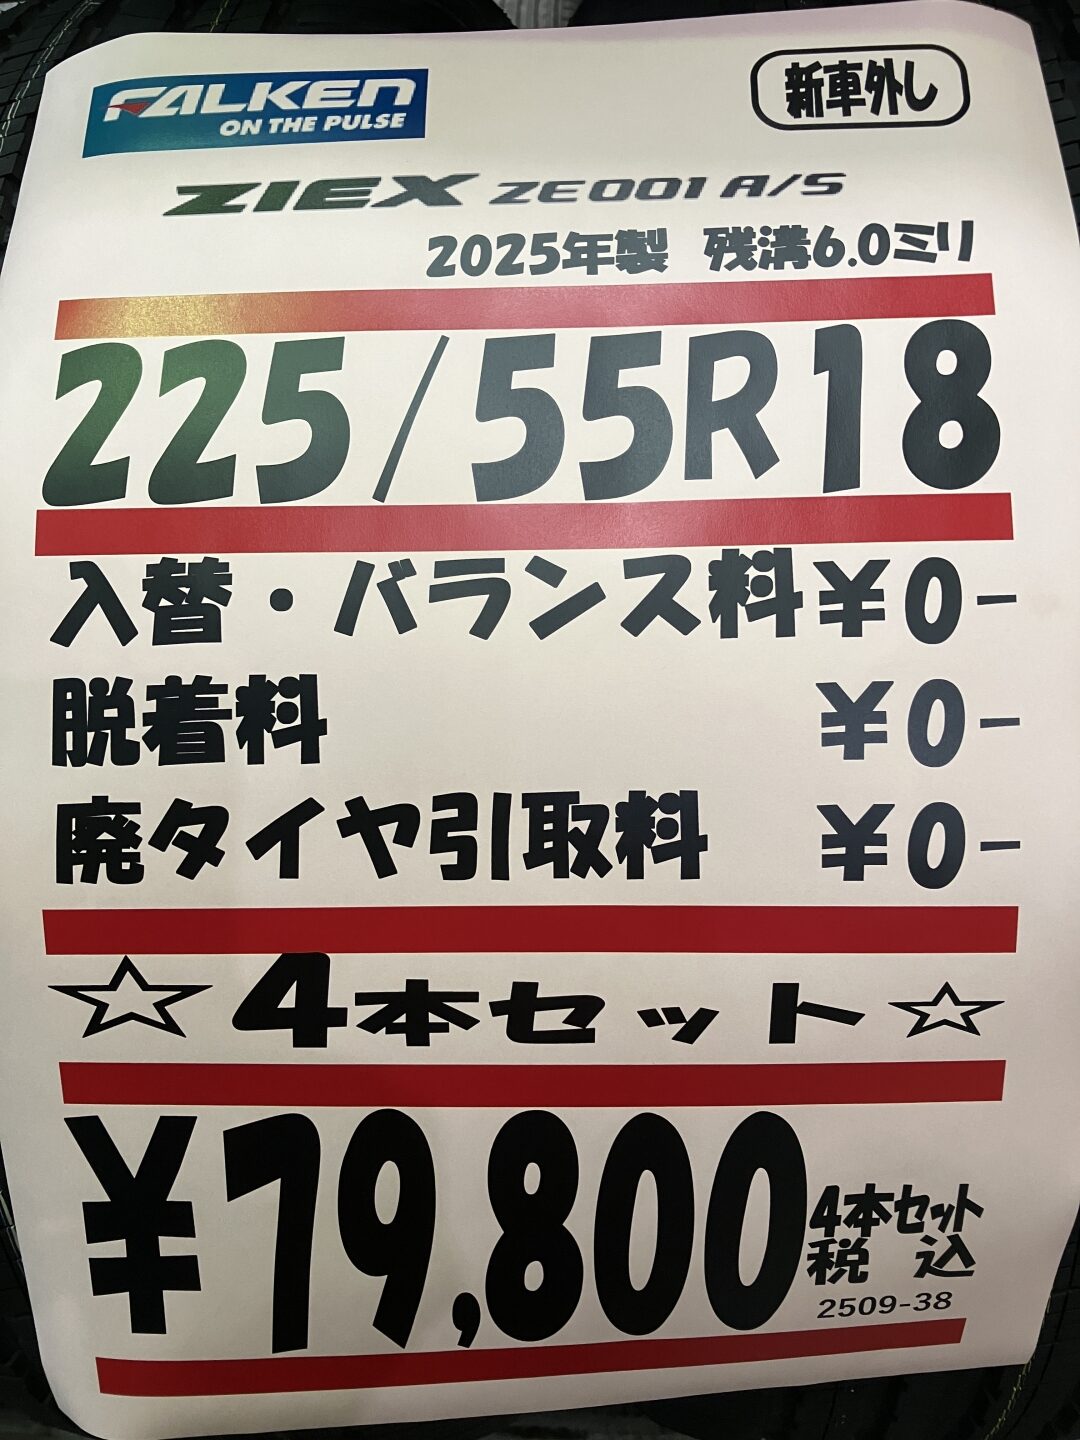 FALKEN
ON THE PULSE
新車外し
ZIEX ZE001 A/S
2025年製 残溝6.0ミリ
225/55R18
入替・バランス料¥0-
脱着料 ¥0-
廃タイヤ引取料 ¥0-
☆4本セット☆
¥79,800
4本セット
税込
2509-38